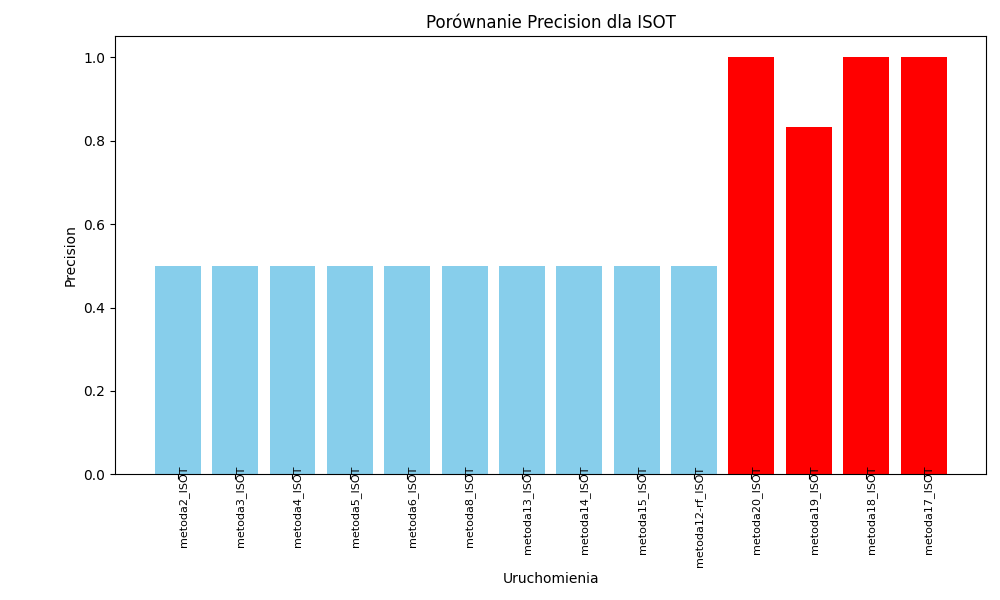 Porównanie Precision dla ISOT
Precision
1.0
0.8
0.6
0.4
0.2
0.0
metoda2_ISOT
metoda3_ISOT
metoda4_ISOT
metoda5_ISOT
metoda6_ISOT
metoda8_ISOT
metoda13_ISOT
metoda14_ISOT
metoda15_ISOT
metoda12-rf_ISOT
metoda20_ISOT
metoda19_ISOT
metoda18_ISOT
metoda17_ISOT
Uruchomienia